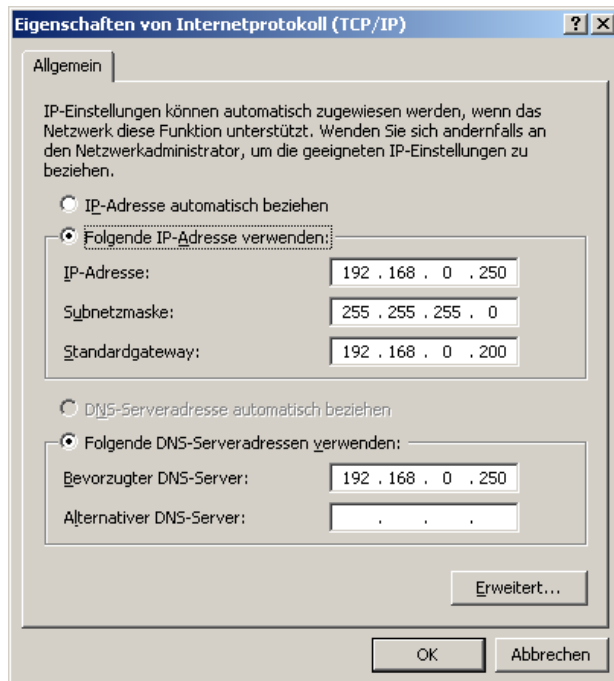 Eigenschaften von Internetprotokoll (TCP/IP)
Allgemein
IP-Einstellungen können automatisch zugewiesen werden, wenn das
Netzwerk diese Funktion unterstützt. Wenden Sie sich andernfalls an
den Netzwerkadministrator, um die geeigneten IP-Einstellungen zu
beziehen.
IP-Adresse automatisch beziehen
Folgende IP-Adresse verwenden:
IP-Adresse: 192 . 168 . 0 . 250
Subnetzmaske: 255 . 255 . 255 . 0
Standardgateway: 192 . 168 . 0 . 200
DNS-Serveradresse automatisch beziehen
Folgende DNS-Serveradressen verwenden:
Bevorzugter DNS-Server: 192 . 168 . 0 . 250
Alternativer DNS-Server: . . .
Erweitert...
OK Abbrechen